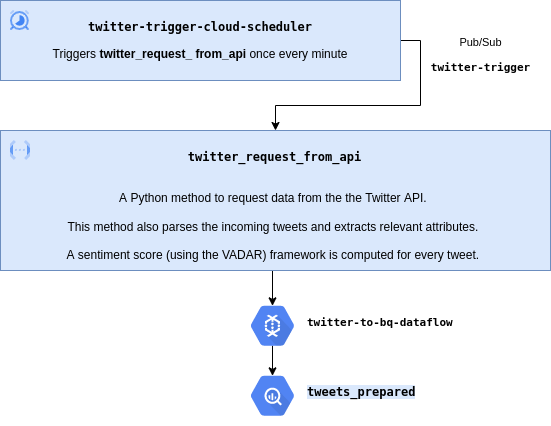 twitter-trigger-cloud-scheduler
Triggers twitter_request_ from_api once every minute
Pub/Sub
twitter-trigger
twitter_request_from_api
A Python method to request data from the the Twitter API.
This method also parses the incoming tweets and extracts relevant attributes.
A sentiment score (using the VADAR) framework is computed for every tweet.
twitter-to-bq-dataflow
tweets_prepared